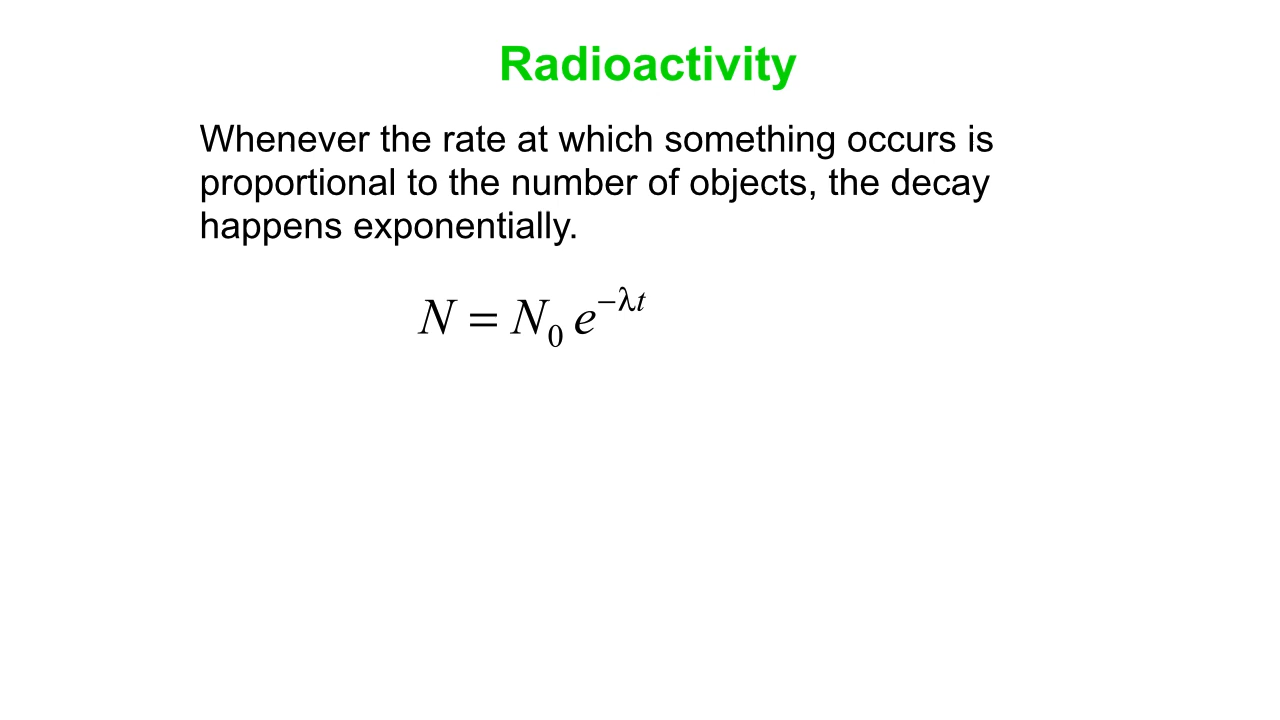 Radioactivity
Whenever the rate at which something occurs is
proportional to the number of objects, the decay
happens exponentially.
N = N₀ e^{−λt}